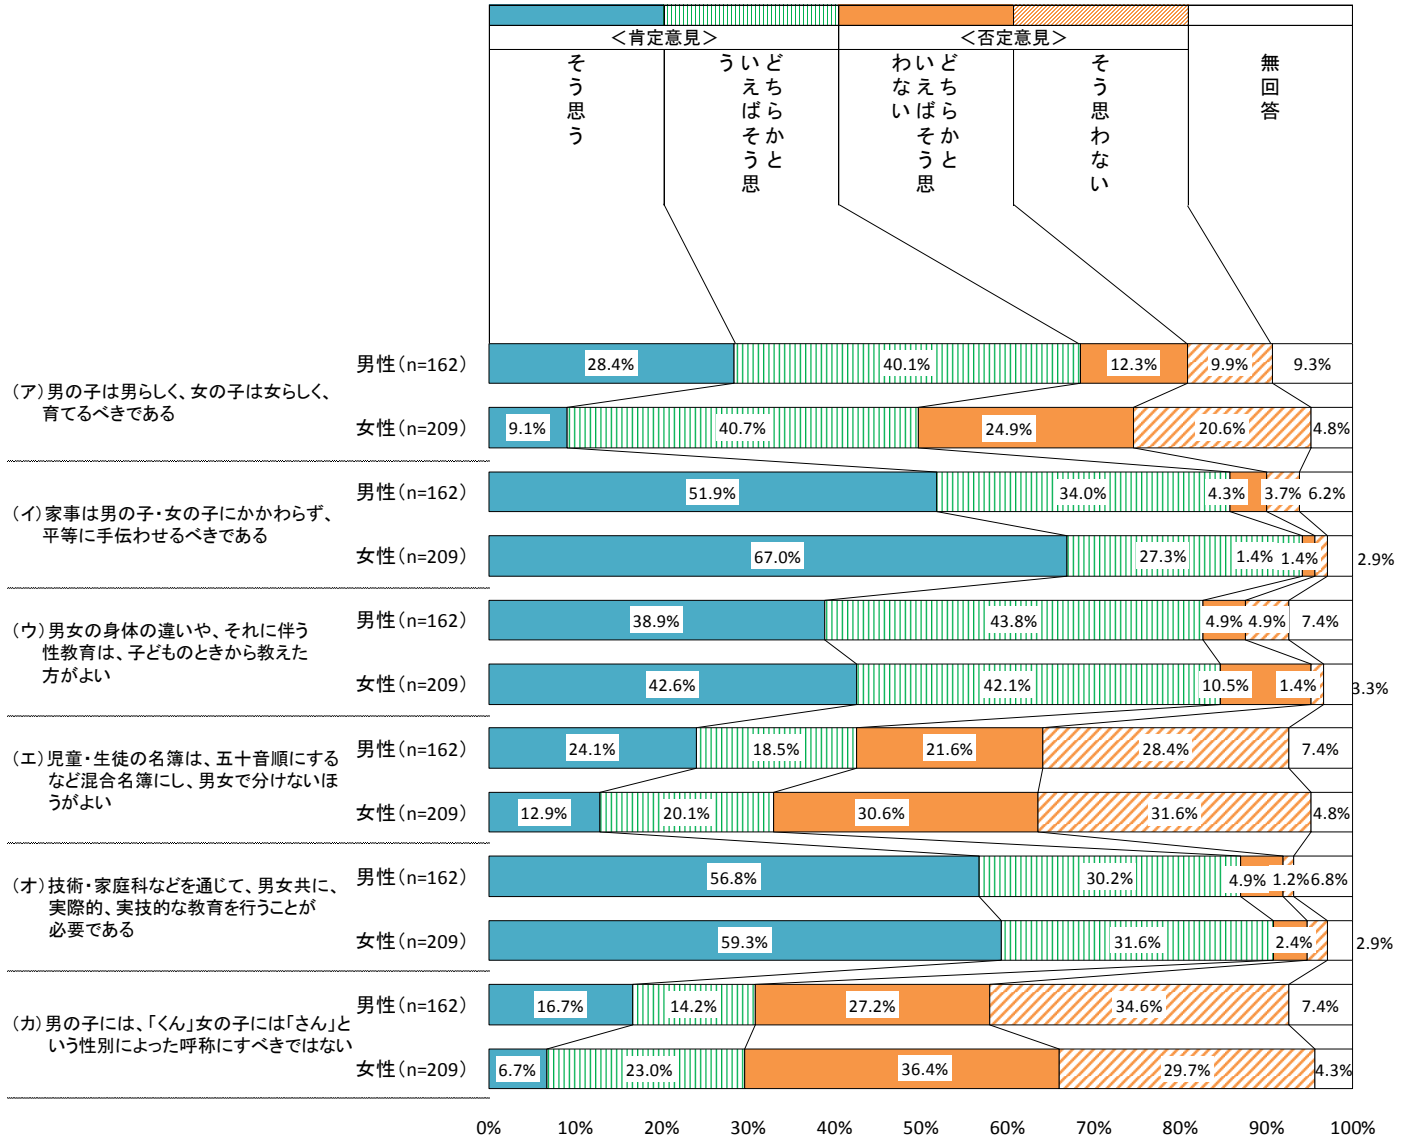 ＜肯定意見＞
＜否定意見＞
そう思う
どちらかと
いえばそう思
う
どちらかと
いえばそう思
わない
そう思わない
無回答
男性(n=162)
28.4%
40.1%
12.3%
9.9%
9.3%
(ア)男の子は男らしく、女の子は女らしく、
育てるべきである
女性(n=209)
9.1%
40.7%
24.9%
20.6%
4.8%
男性(n=162)
51.9%
34.0%
4.3%
3.7%
6.2%
(イ)家事は男の子・女の子にかかわらず、
平等に手伝わせるべきである
女性(n=209)
67.0%
27.3%
1.4%
1.4%
2.9%
男性(n=162)
38.9%
43.8%
4.9%
4.9%
7.4%
(ウ)男女の身体の違いや、それに伴う
性教育は、子どものときから教えた
方がよい
女性(n=209)
42.6%
42.1%
10.5%
1.4%
3.3%
男性(n=162)
24.1%
18.5%
21.6%
28.4%
7.4%
(エ)児童・生徒の名簿は、五十音順にする
など混合名簿にし、男女で分けないほ
うがよい
女性(n=209)
12.9%
20.1%
30.6%
31.6%
4.8%
男性(n=162)
56.8%
30.2%
4.9%
1.2%
6.8%
(オ)技術・家庭科などを通じて、男女共に、
実際的、実技的な教育を行うことが
必要である
女性(n=209)
59.3%
31.6%
2.4%
2.9%
男性(n=162)
16.7%
14.2%
27.2%
34.6%
7.4%
(カ)男の子には、「くん」女の子には「さん」と
いう性別によった呼称にすべきではない
女性(n=209)
6.7%
23.0%
36.4%
29.7%
4.3%
0%
10%
20%
30%
40%
50%
60%
70%
80%
90%
100%